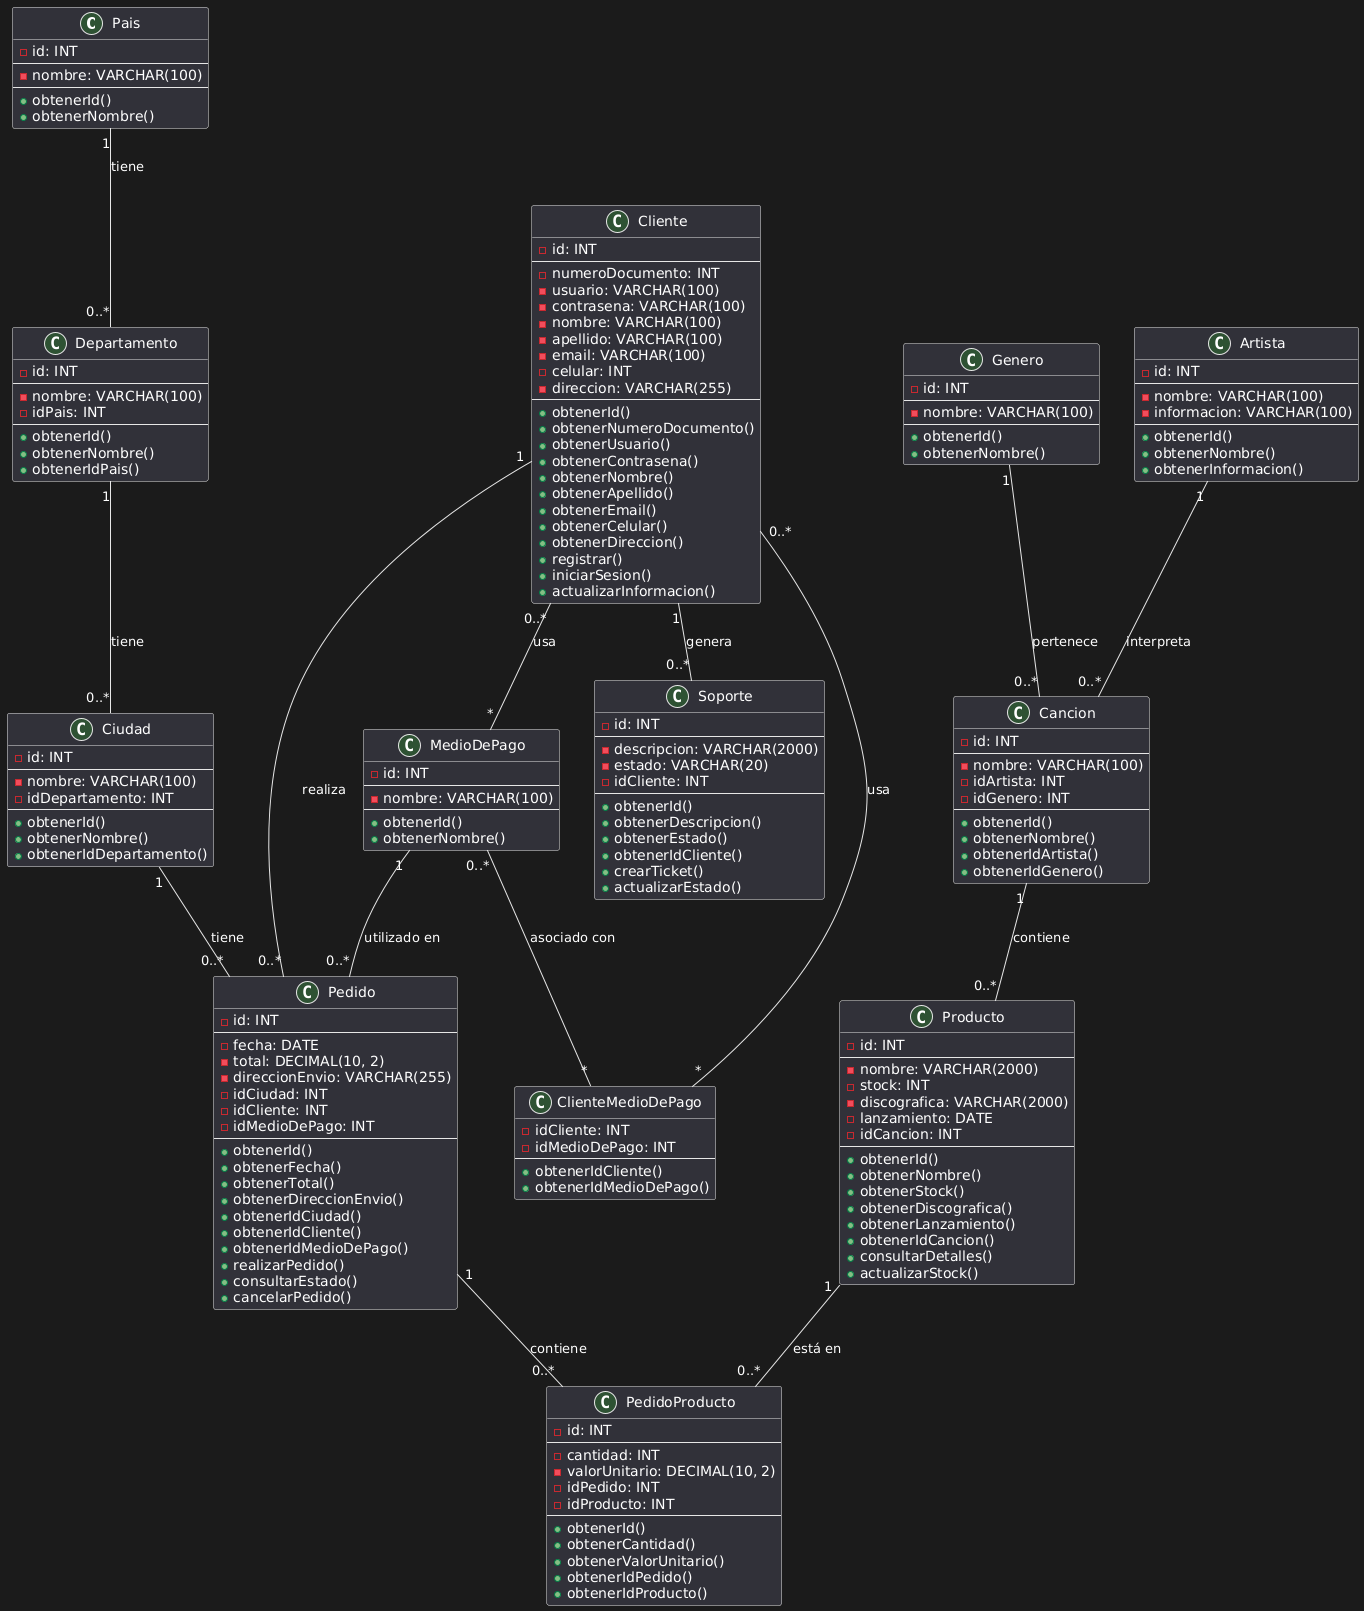 C Pais
id: INT
nombre: VARCHAR(100)
obtenerId()
obtenerNombre()
1
tiene
0..*
C Departamento
id: INT
nombre: VARCHAR(100)
idPais: INT
obtenerId()
obtenerNombre()
obtenerIdPais()
1
tiene
0..*
C Ciudad
id: INT
nombre: VARCHAR(100)
idDepartamento: INT
obtenerId()
obtenerNombre()
obtenerIdDepartamento()
1
tiene
0..*
C Cliente
id: INT
numeroDocumento: INT
usuario: VARCHAR(100)
contrasena: VARCHAR(100)
nombre: VARCHAR(100)
apellido: VARCHAR(100)
email: VARCHAR(100)
celular: INT
direccion: VARCHAR(255)
obtenerId()
obtenerNumeroDocumento()
obtenerUsuario()
obtenerContrasena()
obtenerNombre()
obtenerApellido()
obtenerEmail()
obtenerCelular()
obtenerDireccion()
registrar()
iniciarSesion()
actualizarInformacion()
1
realiza
0..*
0..*
usa
*
1
genera
0..*
0..*
usa
*
C Genero
id: INT
nombre: VARCHAR(100)
obtenerId()
obtenerNombre()
1
pertenece
0..*
C Artista
id: INT
nombre: VARCHAR(100)
informacion: VARCHAR(100)
obtenerId()
obtenerNombre()
obtenerInformacion()
1
interpreta
0..*
C MedioDePago
id: INT
nombre: VARCHAR(100)
obtenerId()
obtenerNombre()
1
utilizado en
0..*
0..*
asociado con
*
C Soporte
id: INT
descripcion: VARCHAR(2000)
estado: VARCHAR(20)
idCliente: INT
obtenerId()
obtenerDescripcion()
obtenerEstado()
obtenerIdCliente()
crearTicket()
actualizarEstado()
C Cancion
id: INT
nombre: VARCHAR(100)
idArtista: INT
idGenero: INT
obtenerId()
obtenerNombre()
obtenerIdArtista()
obtenerIdGenero()
1
contiene
0..*
C Pedido
id: INT
fecha: DATE
total: DECIMAL(10, 2)
direccionEnvio: VARCHAR(255)
idCiudad: INT
idCliente: INT
idMedioDePago: INT
obtenerId()
obtenerFecha()
obtenerTotal()
obtenerDireccionEnvio()
obtenerIdCiudad()
obtenerIdCliente()
obtenerIdMedioDePago()
realizarPedido()
consultarEstado()
cancelarPedido()
1
contiene
0..*
C ClienteMedioDePago
idCliente: INT
idMedioDePago: INT
obtenerIdCliente()
obtenerIdMedioDePago()
C Producto
id: INT
nombre: VARCHAR(2000)
stock: INT
discografica: VARCHAR(2000)
lanzamiento: DATE
idCancion: INT
obtenerId()
obtenerNombre()
obtenerStock()
obtenerDiscografica()
obtenerLanzamiento()
obtenerIdCancion()
consultarDetalles()
actualizarStock()
1
está en
0..*
C PedidoProducto
id: INT
cantidad: INT
valorUnitario: DECIMAL(10, 2)
idPedido: INT
idProducto: INT
obtenerId()
obtenerCantidad()
obtenerValorUnitario()
obtenerIdPedido()
obtenerIdProducto()